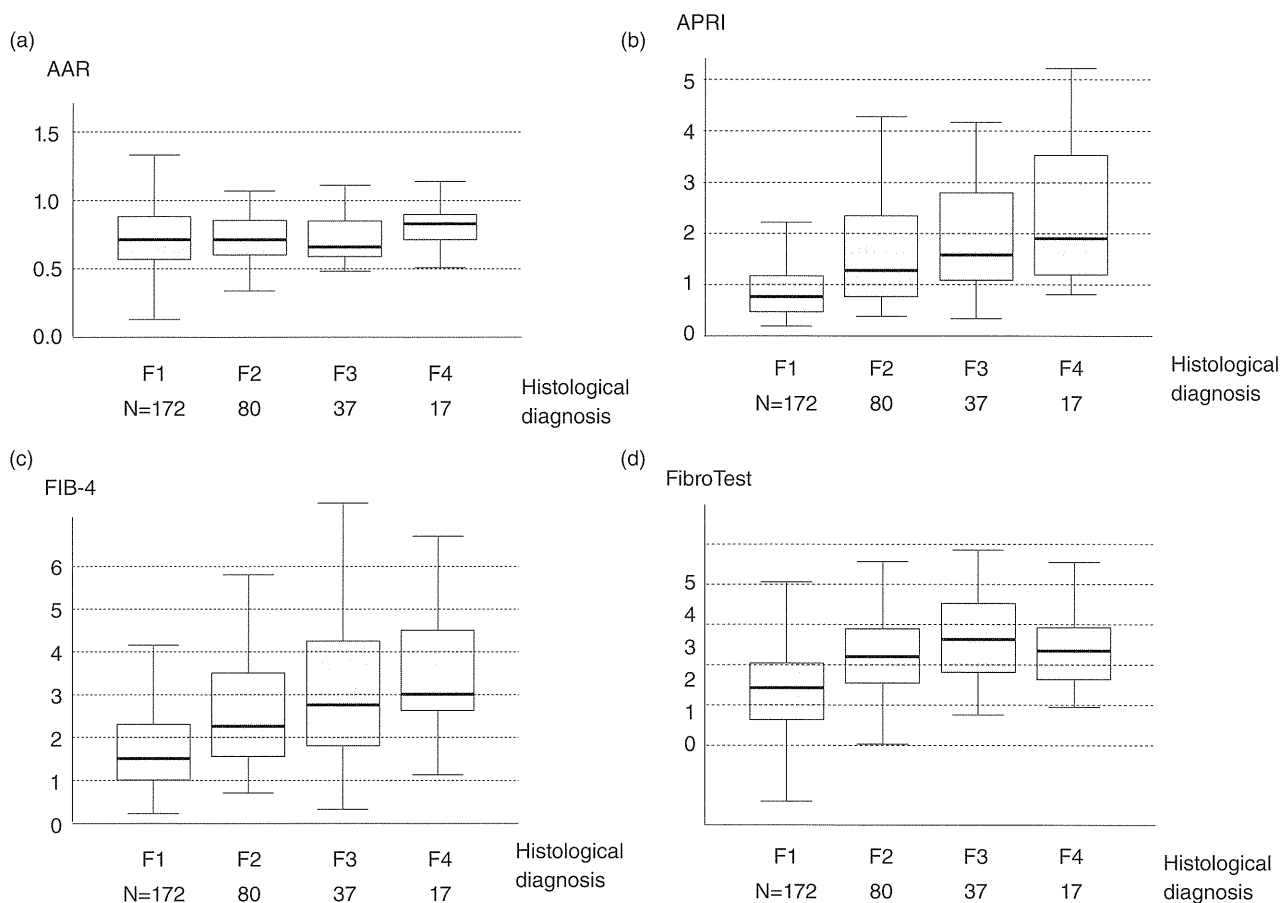 (a)
AAR
1.5
1.0
0.5
0.0
F1 F2 F3 F4
N=172 80 37 17
Histological
diagnosis
(b)
APRI
5
4
3
2
1
0
F1 F2 F3 F4
N=172 80 37 17
Histological
diagnosis
(c)
FIB-4
6
5
4
3
2
1
0
F1 F2 F3 F4
N=172 80 37 17
Histological
diagnosis
(d)
FibroTest
5
4
3
2
1
0
F1 F2 F3 F4
N=172 80 37 17
Histological
diagnosis